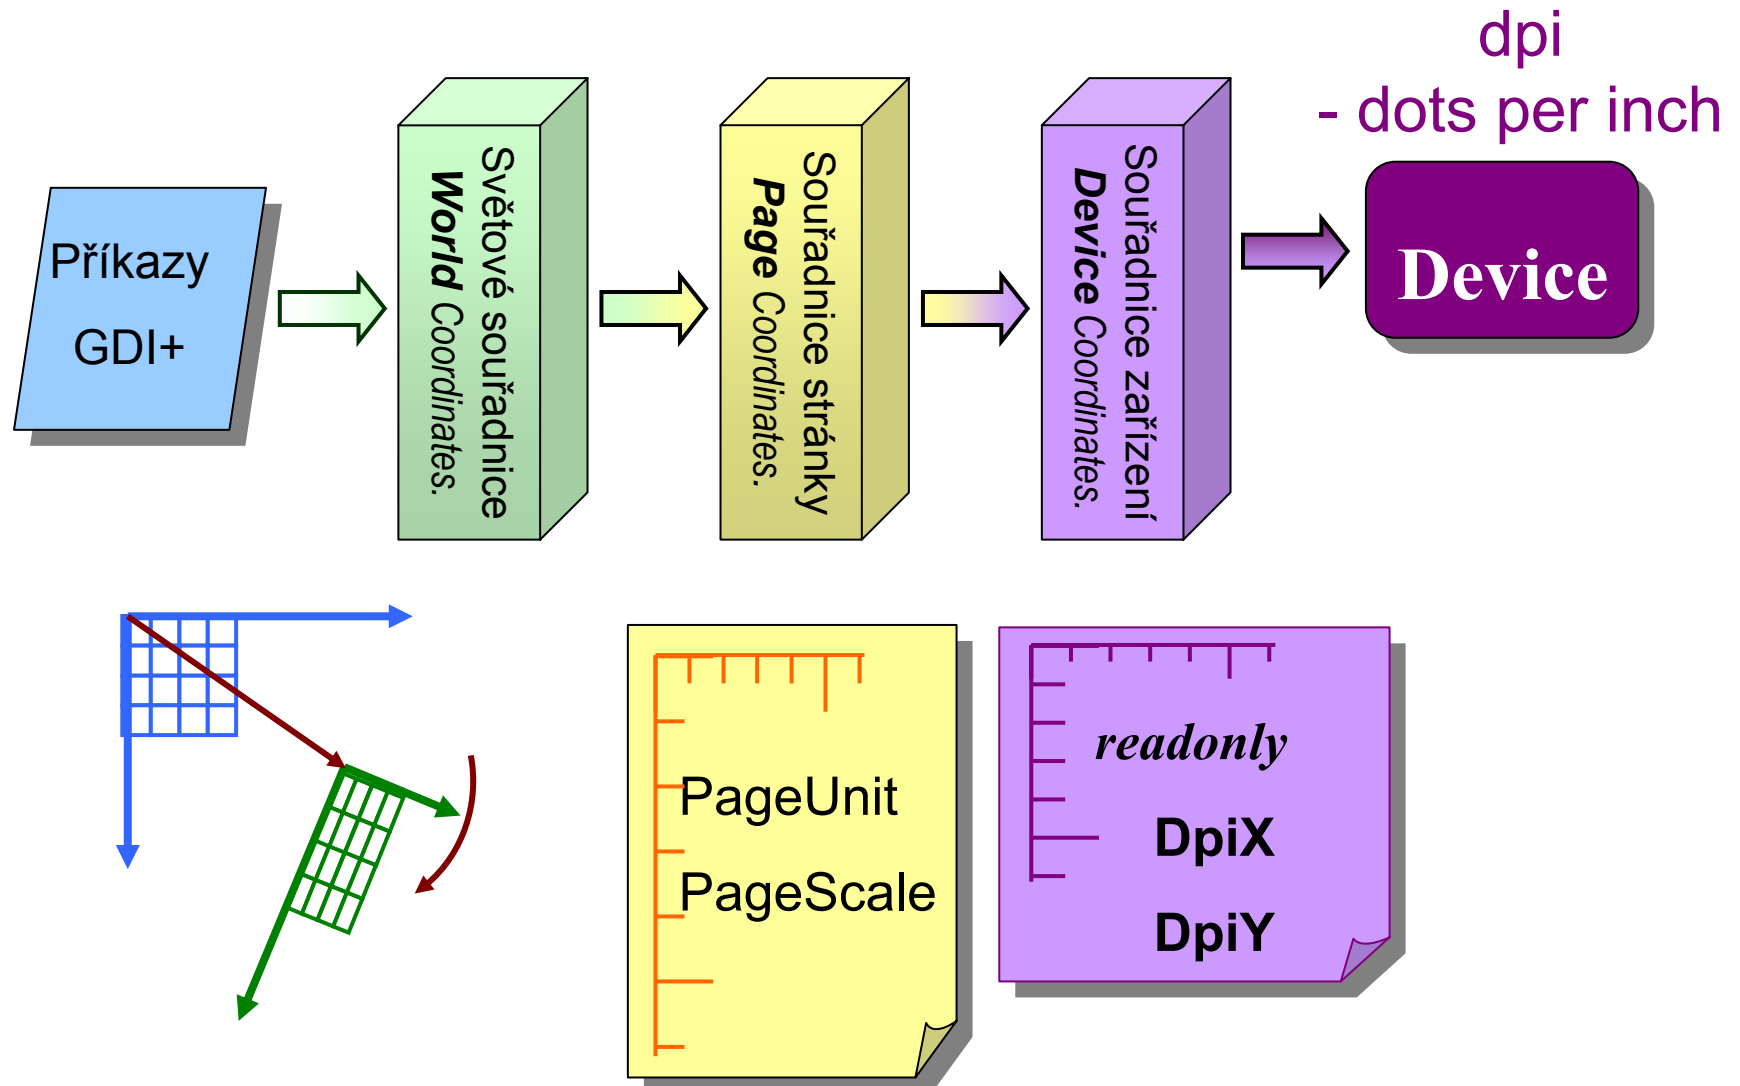 dpi
- dots per inch
Příkazy
GDI+
Světové souřadnice
World Coordinates.
Souřadnice stránky
Page Coordinates.
Souřadnice zařízení
Device Coordinates.
Device
PageUnit
PageScale
readonly
DpiX
DpiY